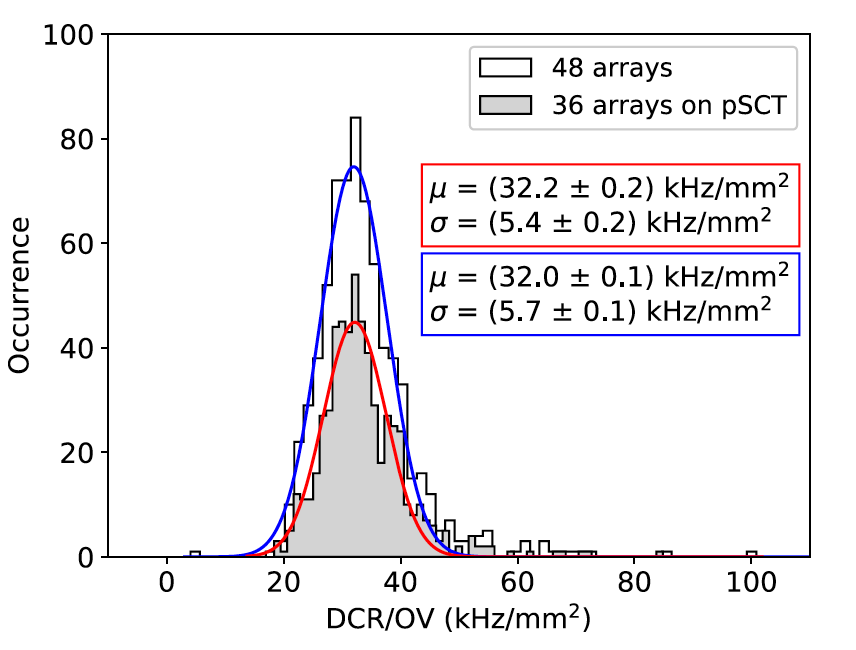 100
80
60
40
20
0
Occurrence
48 arrays
36 arrays on pSCT
μ = (32.2 ± 0.2) kHz/mm²
σ = (5.4 ± 0.2) kHz/mm²
μ = (32.0 ± 0.1) kHz/mm²
σ = (5.7 ± 0.1) kHz/mm²
0 20 40 60 80 100
DCR/OV (kHz/mm²)